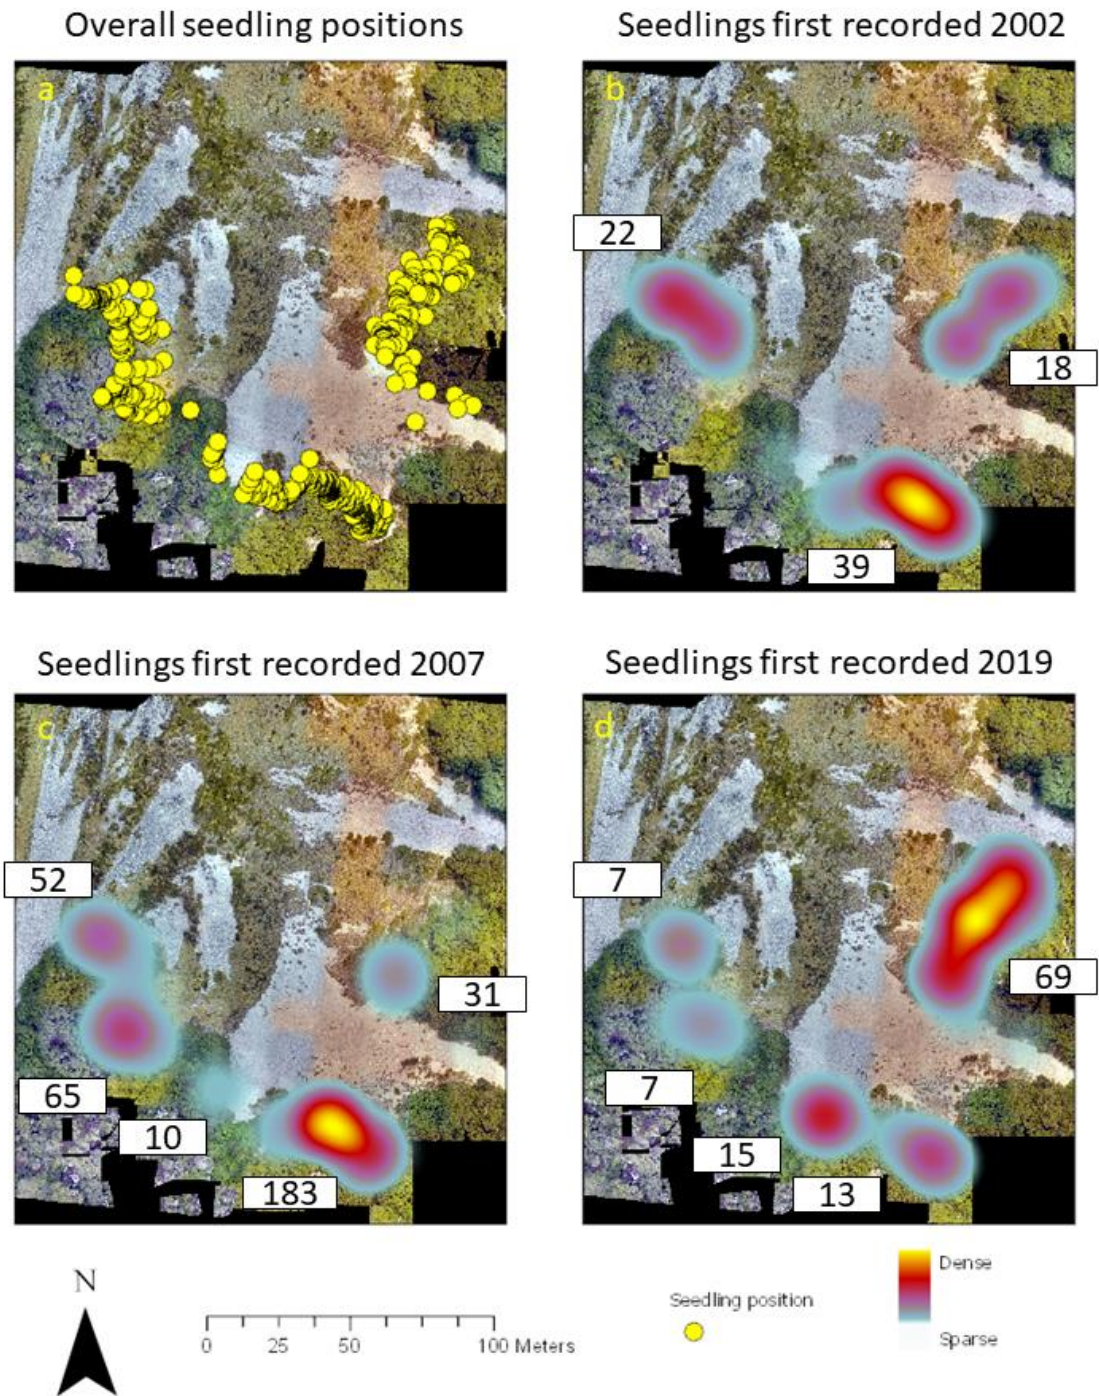 Overall seedling positions
Seedlings first recorded 2002
a
b
22
18
39
Seedlings first recorded 2007
Seedlings first recorded 2019
c
d
52
7
31
69
65
7
10
15
183
13
N
Dense
Seedling position
Sparse
0 25 50 100 Meters